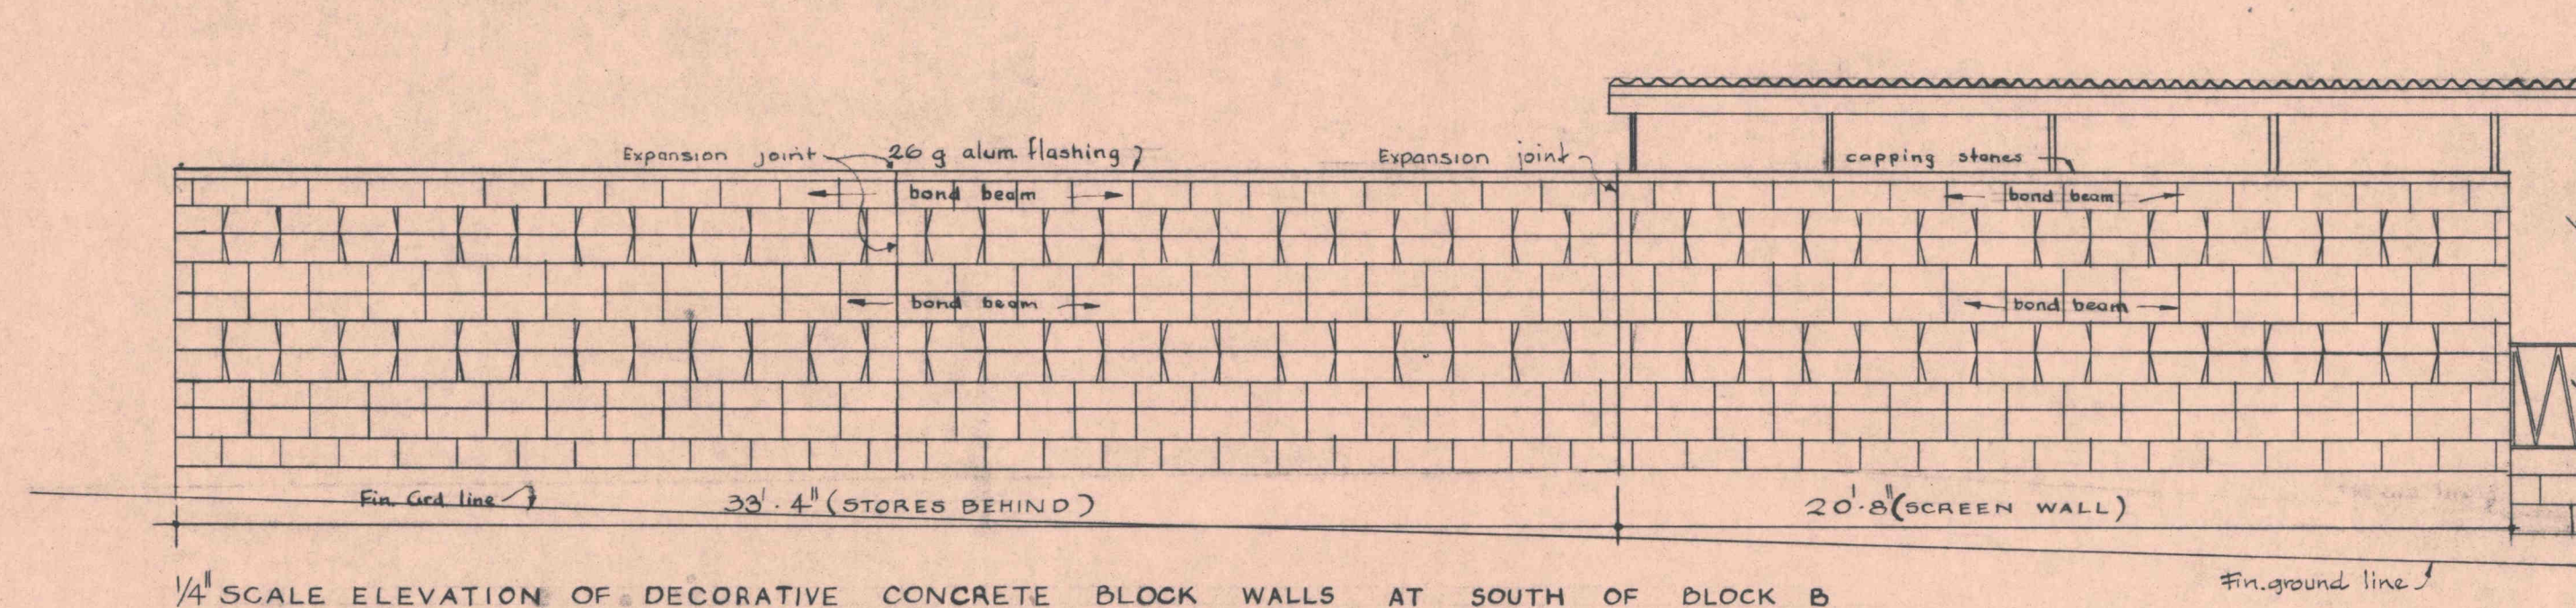 Expansion joint
26 g alum. flashing
Expansion joint
capping stones
bond beam
bond beam
bond beam
bond beam
Fin. Grd line
33'. 4" (STORES BEHIND)
20'.8" (SCREEN WALL)
Fin. ground line
1/4" SCALE ELEVATION OF DECORATIVE CONCRETE BLOCK WALLS AT SOUTH OF BLOCK B